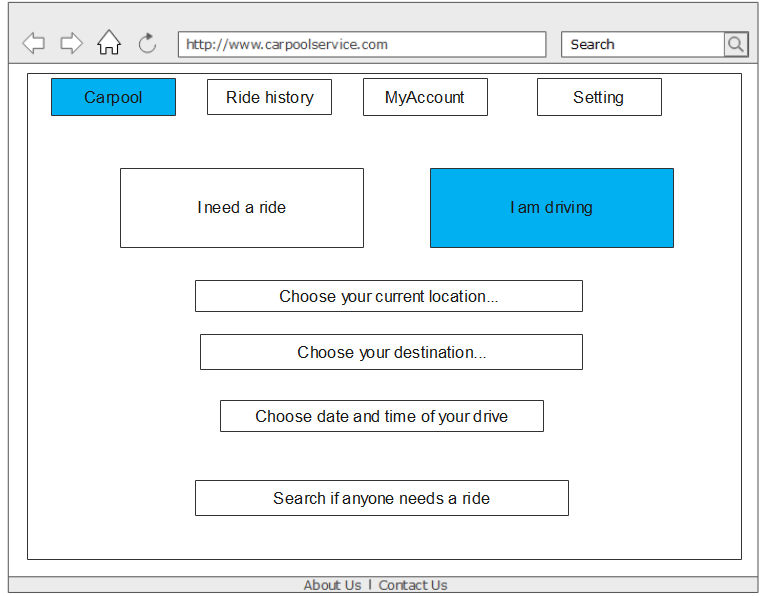 http://www.carpoolservice.com
Search
Carpool
Ride history
MyAccount
Setting
I need a ride
I am driving
Choose your current location...
Choose your destination...
Choose date and time of your drive
Search if anyone needs a ride
About Us | Contact Us